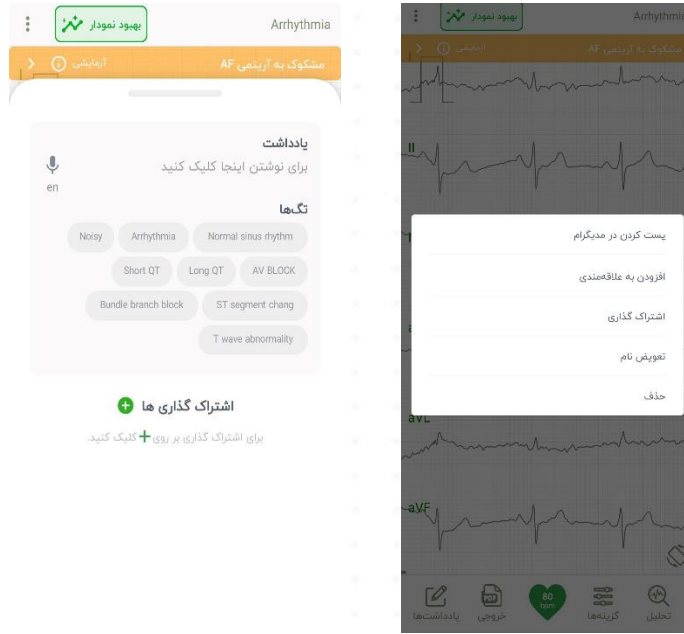 بهبود نمودار
Arrhythmia
مشکوک به آریتمی AF
آزمایشی
یادداشت
برای نوشتن اینجا کلیک کنید
en
تگ‌ها
Normal sinus rhythm
Arrhythmia
Noisy
AV BLOCK
Long QT
Short QT
ST segment chang
Bundle branch block
T wave abnormality
اشتراک گذاری ها
برای اشتراک گذاری بر روی + کلیک کنید.
بهبود نمودار
Arrhythmia
مشکوک به آریتمی AF
آزمایشی
II
پست کردن در مدیگرام
افزودن به علاقه‌مندی
اشتراک گذاری
تعویض نام
حذف
aVL
aVF
تحلیل
گزینه‌ها
80
bpm
PDF
خروجی
یادداشت‌ها